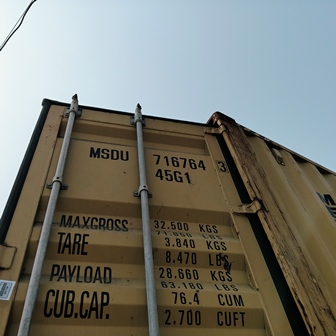 MSDU 716764 3
45G1
MAXGROSS 32.500 KGS
TARE 3.840 KGS
8.470 LBS
PAYLOAD 28.660 KGS
63.180 LBS
CUB.CAP. 76.4 CUM
2.700 CUFT